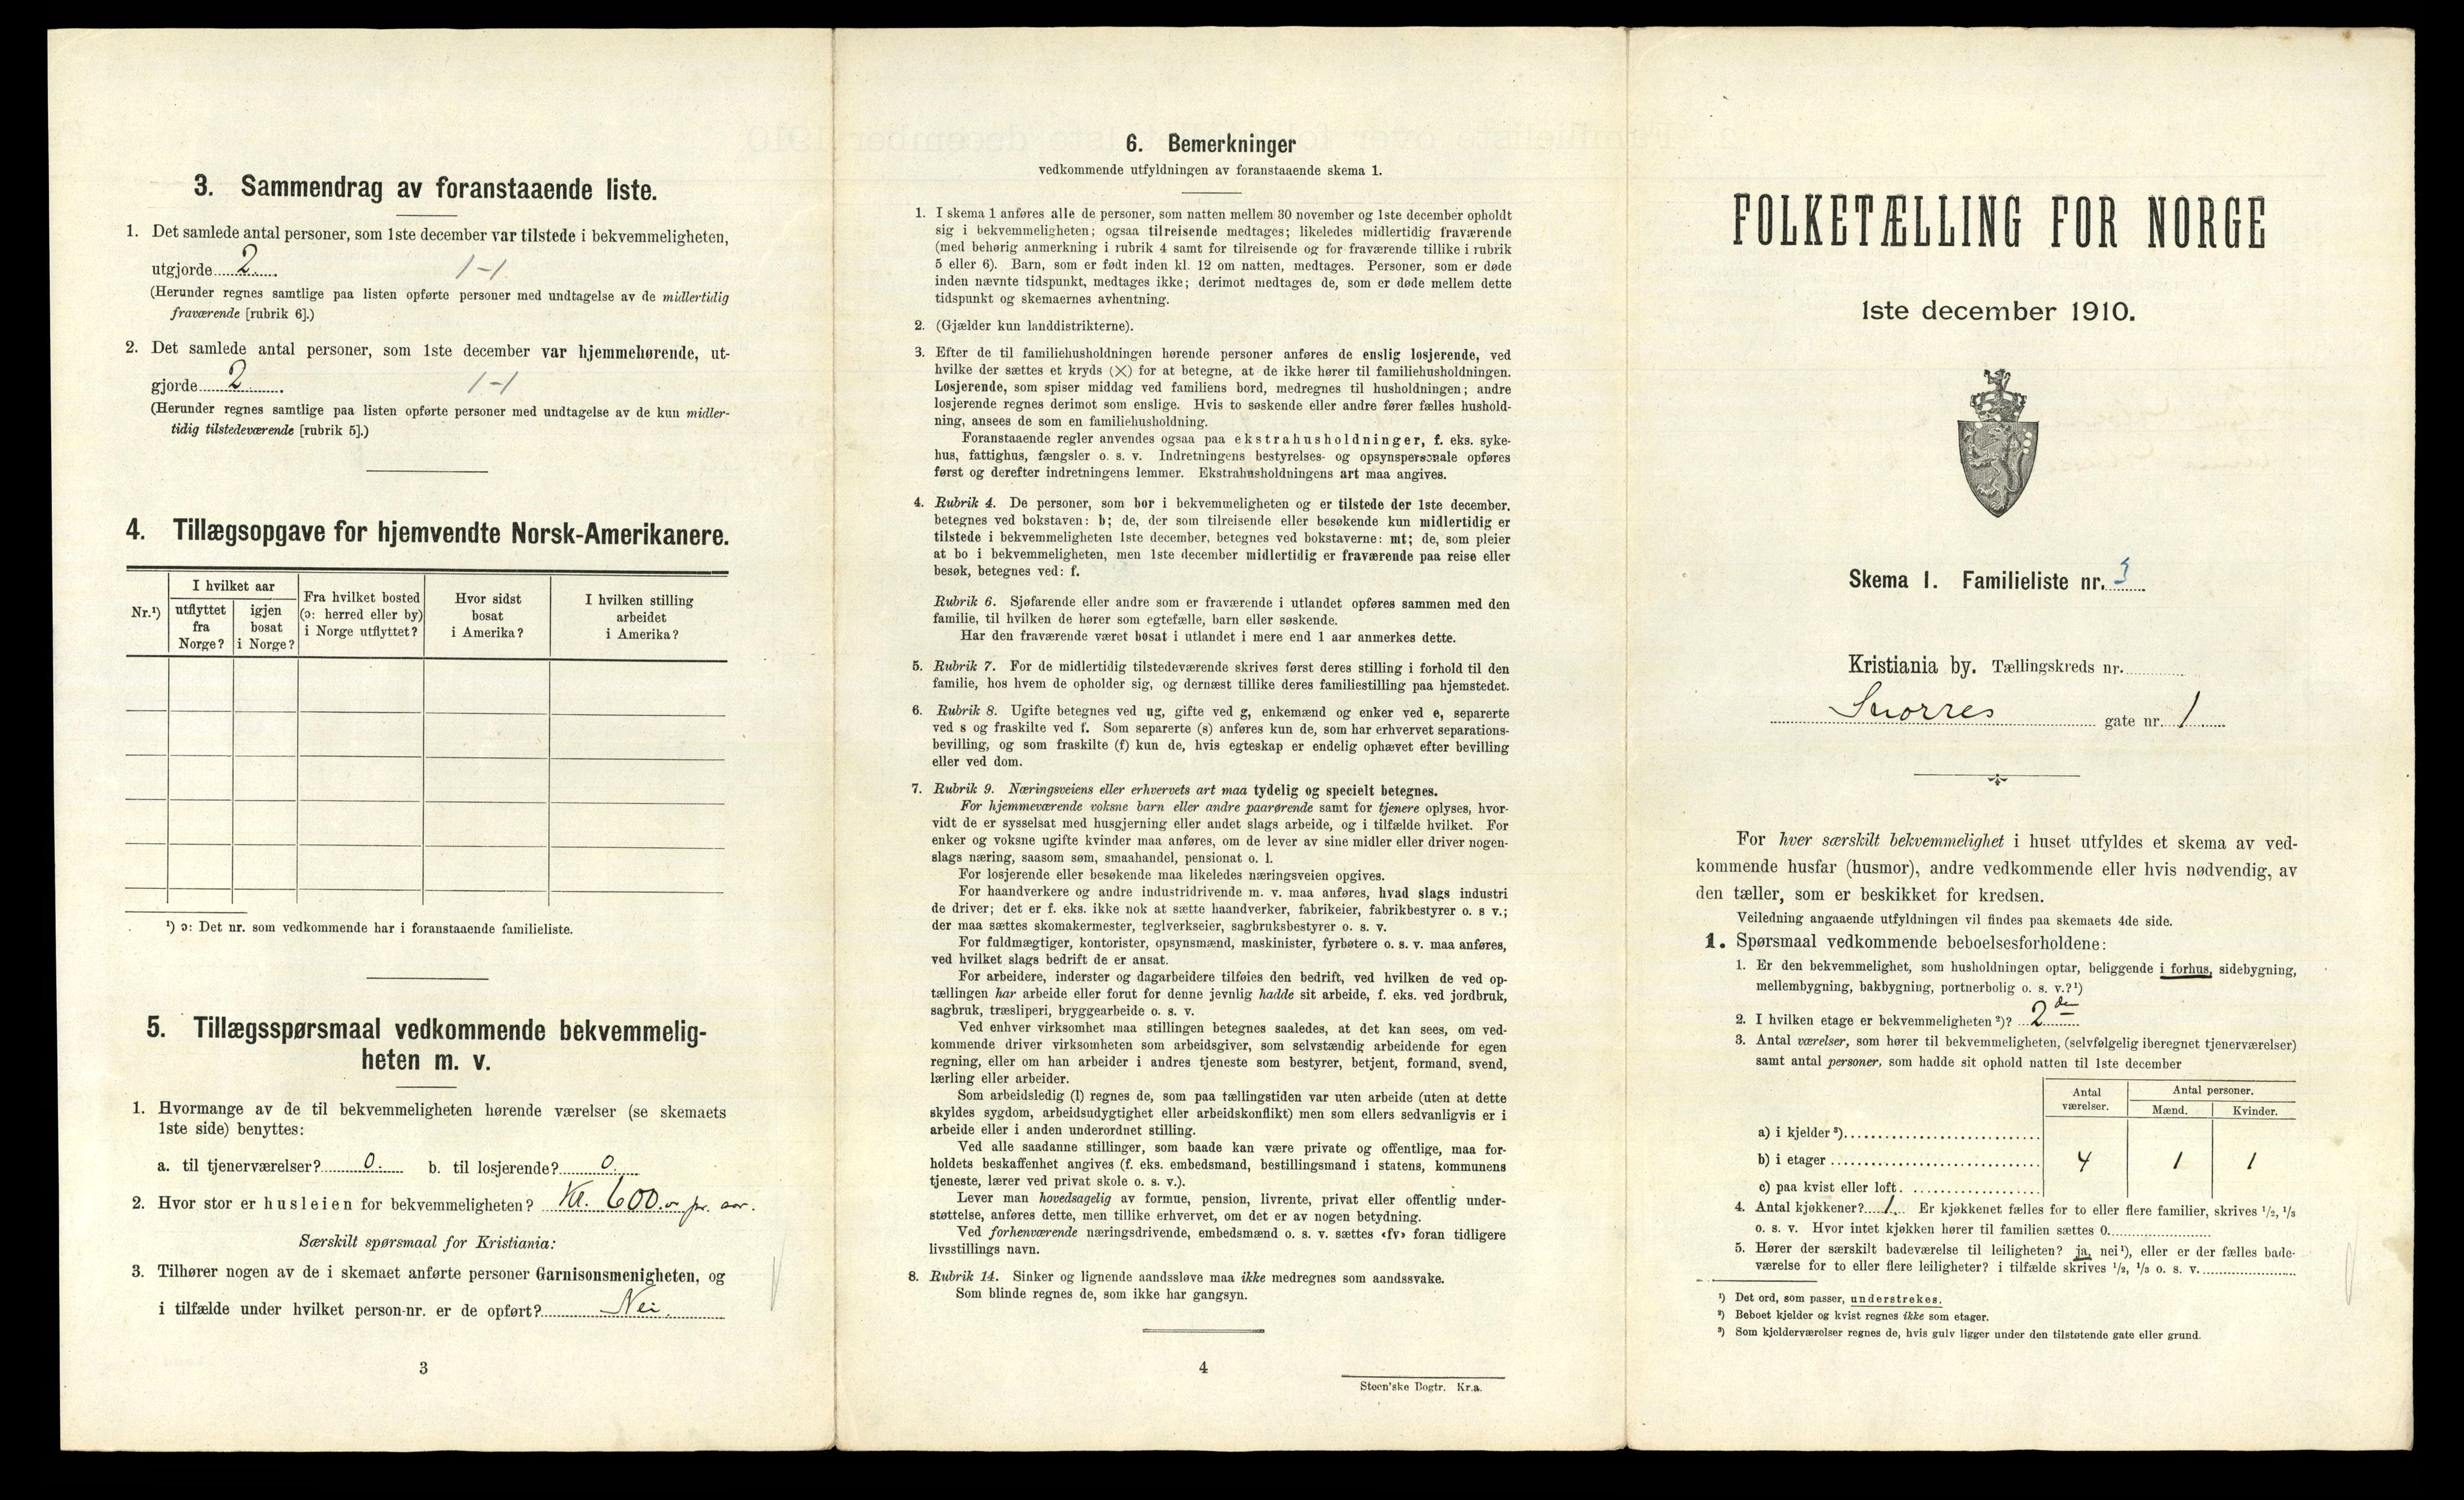 3. Sammendrag av foranstaaende liste.
1. Det samlede antal personer, som 1ste december var tilstede i bekvemmeligheten,
utgjorde 2 1-1
(Herunder regnes samtlige paa listen opførte personer med undtagelse av de midlertidig
fraværende [rubrik 6].)
2. Det samlede antal personer, som 1ste december var hjemmehørende, ut-
gjorde 2 1-1
(Herunder regnes samtlige paa listen opførte personer med undtagelse av de kun midler-
tidig tilstedeværende [rubrik 5].)
4. Tillægsopgave for hjemvendte Norsk-Amerikanere.
Nr.¹)
I hvilket aar
utflyttet
fra
Norge?
igjen
bosat
i Norge?
Fra hvilket bosted
(ɔ: herred eller by)
i Norge utflyttet?
Hvor sidst
bosat
i Amerika?
I hvilken stilling
arbeidet
i Amerika?
¹) ɔ: Det nr. som vedkommende har i foranstaaende familieliste.
5. Tillægsspørsmaal vedkommende bekvemmelig-
heten m. v.
1. Hvormange av de til bekvemmeligheten hørende værelser (se skemaets
1ste side) benyttes:
a. til tjenerværelser? 0. b. til losjerende? 0.
2. Hvor stor er husleien for bekvemmeligheten? Kr. 600.- pr. aar.
Særskilt spørsmaal for Kristiania:
3. Tilhører nogen av de i skemaet anførte personer Garnisonsmenigheten, og
i tilfælde under hvilket person-nr. er de opført? Nei.
3
6. Bemerkninger
vedkommende utfyldningen av foranstaaende skema 1.
1. I skema 1 anføres alle de personer, som natten mellem 30 november og 1ste december opholdt
sig i bekvemmeligheten; ogsaa tilreisende medtages; likeledes midlertidig fraværende
(med behørig anmerkning i rubrik 4 samt for tilreisende og for fraværende tillike i rubrik
5 eller 6). Barn, som er født inden kl. 12 om natten, medtages. Personer, som er døde
inden nævnte tidspunkt, medtages ikke; derimot medtages de, som er døde mellem dette
tidspunkt og skemaernes avhentning.
2. (Gjælder kun landdistrikterne).
3. Efter de til familiehusholdningen hørende personer anføres de enslig losjerende, ved
hvilke der sættes et kryds (×) for at betegne, at de ikke hører til familiehusholdningen.
Losjerende, som spiser middag ved familiens bord, medregnes til husholdningen; andre
losjerende regnes derimot som enslige. Hvis to søskende eller andre fører fælles hushold-
ning, ansees de som en familiehusholdning.
Foranstaaende regler anvendes ogsaa paa ekstrahusholdninger, f. eks. syke-
hus, fattighus, fængsler o. s. v. Indretningens bestyrelses- og opsynspersonale opføres
først og derefter indretningens lemmer. Ekstrahusholdningens art maa angives.
4. Rubrik 4. De personer, som bor i bekvemmeligheten og er tilstede der 1ste december,
betegnes ved bokstaven: b; de, der som tilreisende eller besøkende kun midlertidig er
tilstede i bekvemmeligheten 1ste december, betegnes ved bokstaverne: mt; de, som pleier
at bo i bekvemmeligheten, men 1ste december midlertidig er fraværende paa reise eller
besøk, betegnes ved: f.
Rubrik 6. Sjøfarende eller andre som er fraværende i utlandet opføres sammen med den
familie, til hvilken de hører som egtefælle, barn eller søskende.
Har den fraværende været bosat i utlandet i mere end 1 aar anmerkes dette.
5. Rubrik 7. For de midlertidig tilstedeværende skrives først deres stilling i forhold til den
familie, hos hvem de opholder sig, og dernæst tillike deres familiestilling paa hjemstedet.
6. Rubrik 8. Ugifte betegnes ved ug, gifte ved g, enkemænd og enker ved e, separerte
ved s og fraskilte ved f. Som separerte (s) anføres kun de, som har erhvervet separations-
bevilling, og som fraskilte (f) kun de, hvis egteskap er endelig ophævet efter bevilling
eller ved dom.
7. Rubrik 9. Næringsveiens eller erhvervets art maa tydelig og specielt betegnes.
For hjemmeværende voksne barn eller andre paarørende samt for tjenere oplyses, hvor-
vidt de er sysselsat med husgjerning eller andet slags arbeide, og i tilfælde hvilket. For
enker og voksne ugifte kvinder maa anføres, om de lever av sine midler eller driver nogen-
slags næring, saasom søm, smaahandel, pensionat o. l.
For losjerende eller besøkende maa likeledes næringsveien opgives.
For haandverkere og andre industridrivende m. v. maa anføres, hvad slags industri
de driver; det er f. eks. ikke nok at sætte haandverker, fabrikeier, fabrikbestyrer o. s v.;
der maa sættes skomakermester, teglverkseier, sagbruksbestyrer o. s. v.
For fuldmægtiger, kontorister, opsynsmænd, maskinister, fyrbøtere o. s. v. maa anføres,
ved hvilket slags bedrift de er ansat.
For arbeidere, inderster og dagarbeidere tilføies den bedrift, ved hvilken de ved op-
tællingen har arbeide eller forut for denne jevnlig hadde sit arbeide, f. eks. ved jordbruk,
sagbruk, træsliperi, bryggearbeide o. s. v.
Ved enhver virksomhet maa stillingen betegnes saaledes, at det kan sees, om ved-
kommende driver virksomheten som arbeidsgiver, som selvstændig arbeidende for egen
regning, eller om han arbeider i andres tjeneste som bestyrer, betjent, formand, svend,
lærling eller arbeider.
Som arbeidsledig (l) regnes de, som paa tællingstiden var uten arbeide (uten at dette
skyldes sygdom, arbeidsudygtighet eller arbeidskonflikt) men som ellers sedvanligvis er i
arbeide eller i anden underordnet stilling.
Ved alle saadanne stillinger, som baade kan være private og offentlige, maa for-
holdets beskaffenhet angives (f. eks. embedsmand, bestillingsmand i statens, kommunens
tjeneste, lærer ved privat skole o. s. v.).
Lever man hovedsagelig av formue, pension, livrente, privat eller offentlig under-
støttelse, anføres dette, men tillike erhvervet, om det er av nogen betydning.
Ved forhenværende næringsdrivende, embedsmænd o. s. v. sættes «fv» foran tidligere
livsstillings navn.
8. Rubrik 14. Sinker og lignende aandssløve maa ikke medregnes som aandssvake.
Som blinde regnes de, som ikke har gangsyn.
4
Steen'ske Bogtr. Kr.a.
FOLKETÆLLING FOR NORGE
1ste december 1910.
Skema 1. Familieliste nr. 3
Kristiania by. Tællingskreds nr.
Snorres gate nr. 1
For hver særskilt bekvemmelighet i huset utfyldes et skema av ved-
kommende husfar (husmor), andre vedkommende eller hvis nødvendig, av
den tæller, som er beskikket for kredsen.
Veiledning angaaende utfyldningen vil findes paa skemaets 4de side.
1. Spørsmaal vedkommende beboelsesforholdene:
1. Er den bekvemmelighet, som husholdningen optar, beliggende i forhus, sidebygning,
mellembygning, bakbygning, portnerbolig o. s. v.?¹)
2. I hvilken etage er bekvemmeligheten²)? 2den
3. Antal værelser, som hører til bekvemmeligheten, (selvfølgelig iberegnet tjenerværelser)
samt antal personer, som hadde sit ophold natten til 1ste december
Antal
værelser.
Antal personer.
Mænd. Kvinder.
a) i kjelder³)
b) i etager 4 1 1
c) paa kvist eller loft.
4. Antal kjøkkener? 1. Er kjøkkenet fælles for to eller flere familier, skrives ¹/₂, ¹/₃
o. s. v. Hvor intet kjøkken hører til familien sættes 0.
5. Hører der særskilt badeværelse til leiligheten? ja, nei¹), eller er der fælles bade-
værelse for to eller flere leiligheter? i tilfælde skrives ¹/₂, ¹/₃ o. s. v.
¹) Det ord, som passer, understrekes.
²) Beboet kjelder og kvist regnes ikke som etager.
³) Som kjelderværelser regnes de, hvis gulv ligger under den tilstøtende gate eller grund.